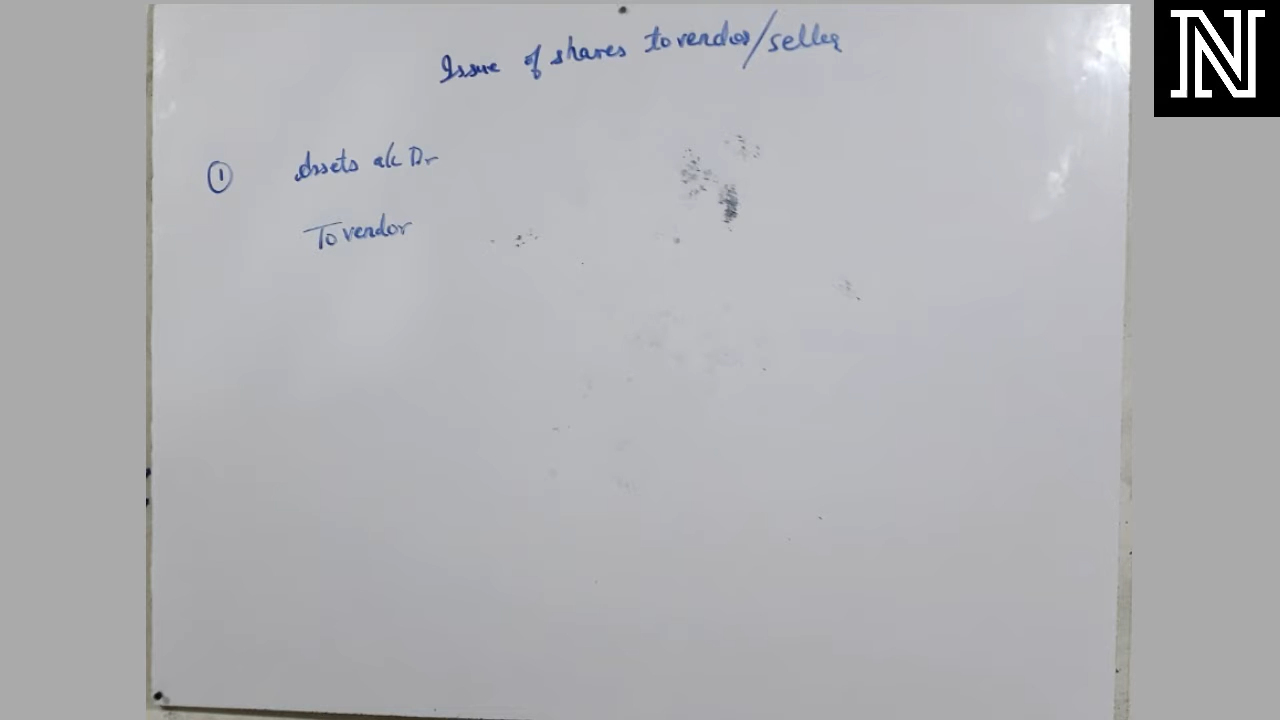 Issue of shares to vendor/seller
① Assets a/c Dr
To vendor
N